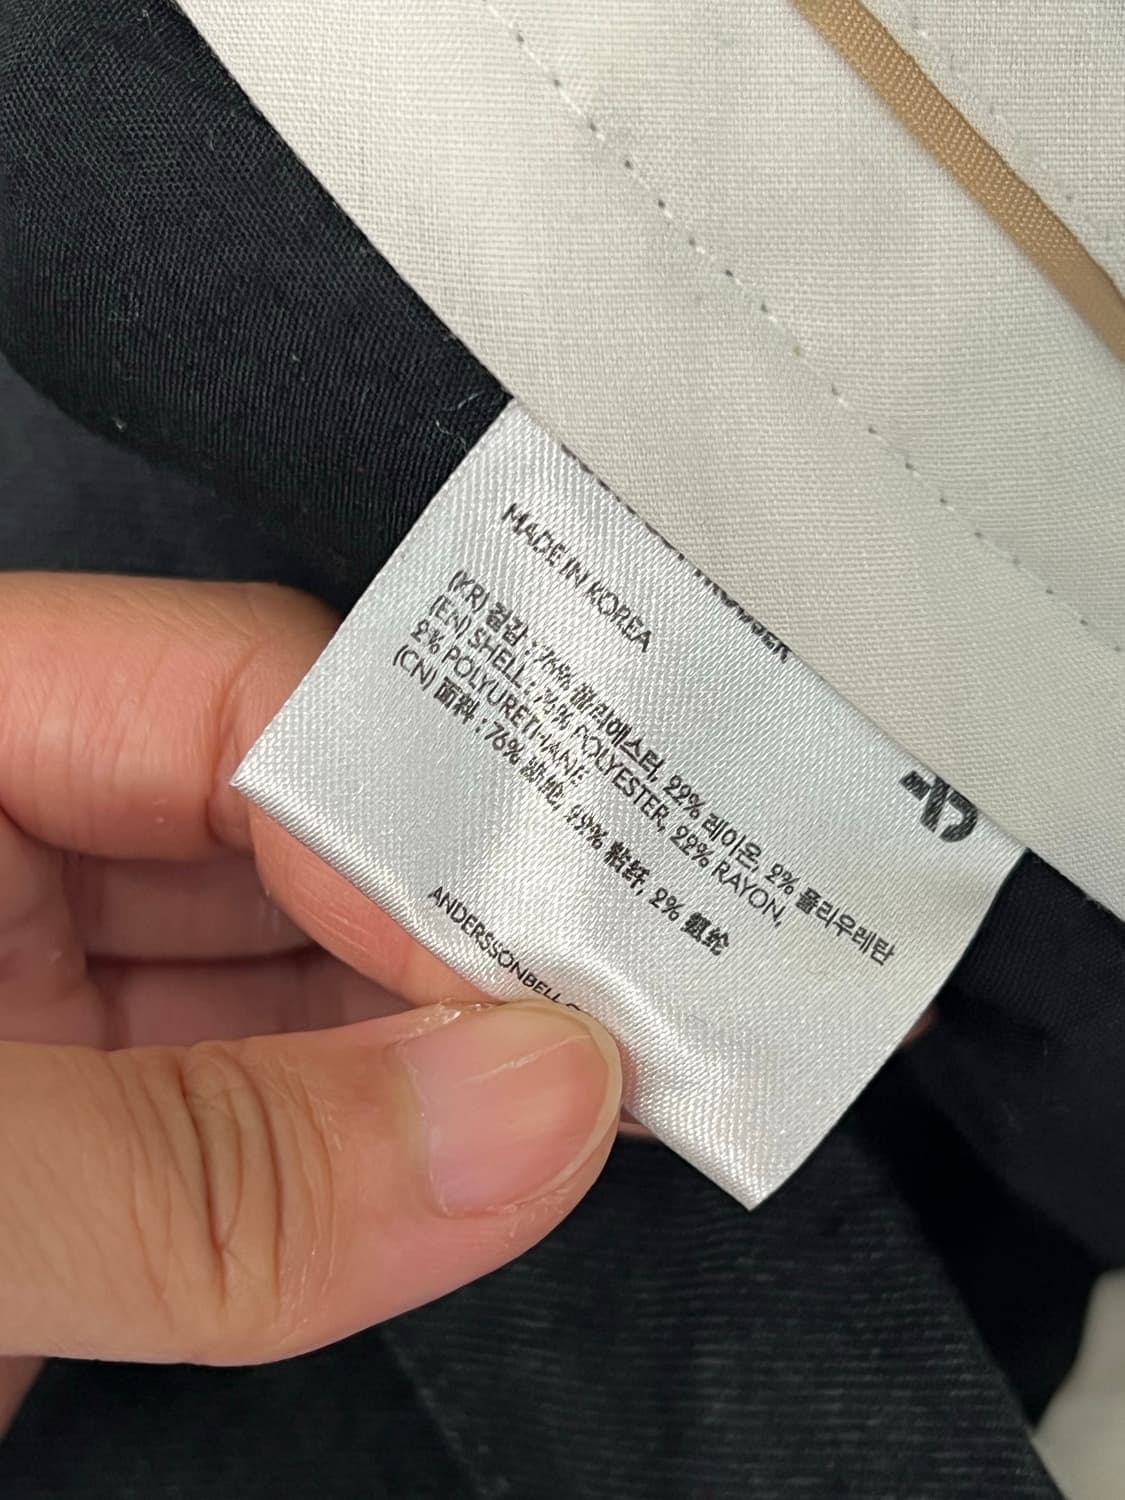 MADE IN KOREA
(KR) 겉감 : 76% 폴리에스터, 22% 레이온, 2% 폴리우레탄
(EN) SHELL : 76% POLYESTER, 22% RAYON,
2% POLYURETHANE
(CN) 面料 : 76% 涤纶, 22% 粘纤, 2% 氨纶
ANDERSSONBELL